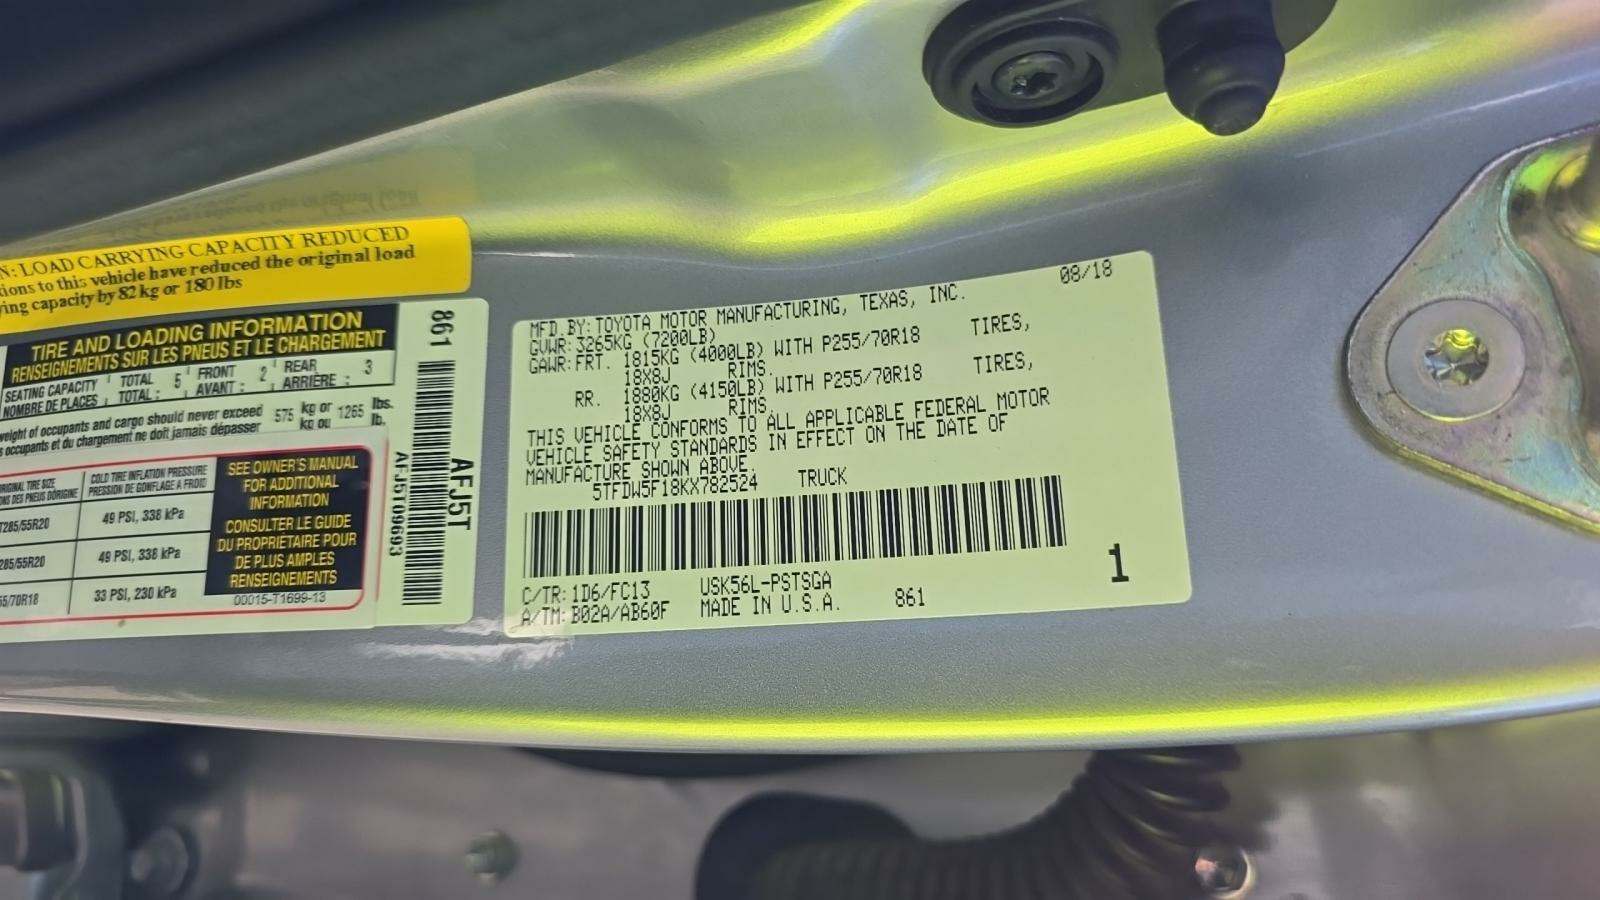 N: LOAD CARRYING CAPACITY REDUCED
ions to this vehicle have reduced the original load
ying capacity by 82 kg or 180 lbs
TIRE AND LOADING INFORMATION
RENSEIGNEMENTS SUR LES PNEUS ET LE CHARGEMENT
SEATING CAPACITY TOTAL 5 FRONT 2 REAR 3
NOMBRE DE PLACES TOTAL: AVANT: ARRIÈRE:
weight of occupants and cargo should never exceed 575 kg or 1265 lbs.
occupants et du chargement ne doit jamais dépasser kg ou lb.
RIGINAL TIRE SIZE COLD TIRE INFLATION PRESSURE
ONS DES PNEUS DÓRIGINE PRESSION DE GONFLAGE A FROID
T285/55R20 49 PSI, 338 kPa
285/55R20 49 PSI, 338 kPa
55/70R18 33 PSI, 230 kPa
SEE OWNER'S MANUAL
FOR ADDITIONAL
INFORMATION
CONSULTER LE GUIDE
DU PROPRIÉTAIRE POUR
DE PLUS AMPLES
RENSEIGNEMENTS
00015-T1699-13
861
AFJ5T
AFJ5T09693
08/18
MFD.BY: TOYOTA MOTOR MANUFACTURING, TEXAS, INC.
GVWR: 3265KG (7200LB)
GAWR: FRT. 1815KG (4000LB) WITH P255/70R18 TIRES,
18X8J RIMS.
RR. 1880KG (4150LB) WITH P255/70R18 TIRES,
18X8J RIMS.
THIS VEHICLE CONFORMS TO ALL APPLICABLE FEDERAL MOTOR
VEHICLE SAFETY STANDARDS IN EFFECT ON THE DATE OF
MANUFACTURE SHOWN ABOVE.
5TFDW5F18KX782524 TRUCK
C/TR: 1D6/FC13 USK56L-PSTSGA
A/TM: B02A/AB60F MADE IN U.S.A. 861
1